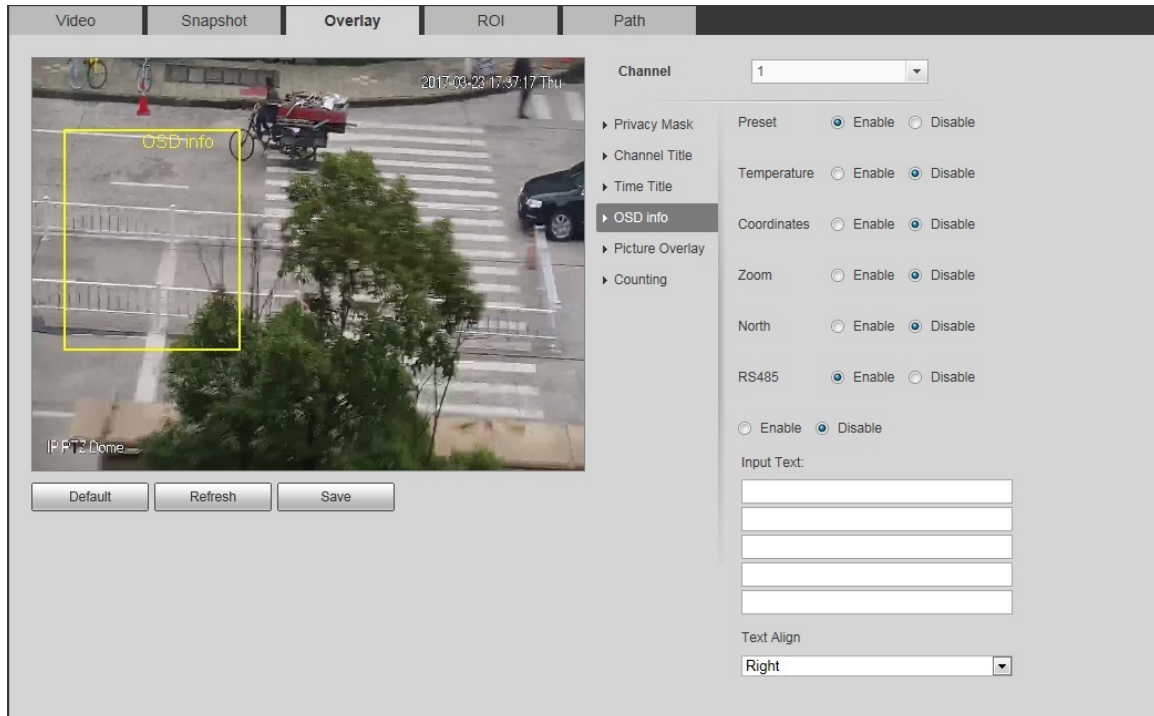 Video Snapshot Overlay ROI Path
2017-03-23 17:37:17 Thu
OSD info
IP PTZ Dome
Default Refresh Save
Channel 1
Privacy Mask
Channel Title
Time Title
OSD info
Picture Overlay
Counting
Preset Enable Disable
Temperature Enable Disable
Coordinates Enable Disable
Zoom Enable Disable
North Enable Disable
RS485 Enable Disable
Enable Disable
Input Text:
Text Align
Right